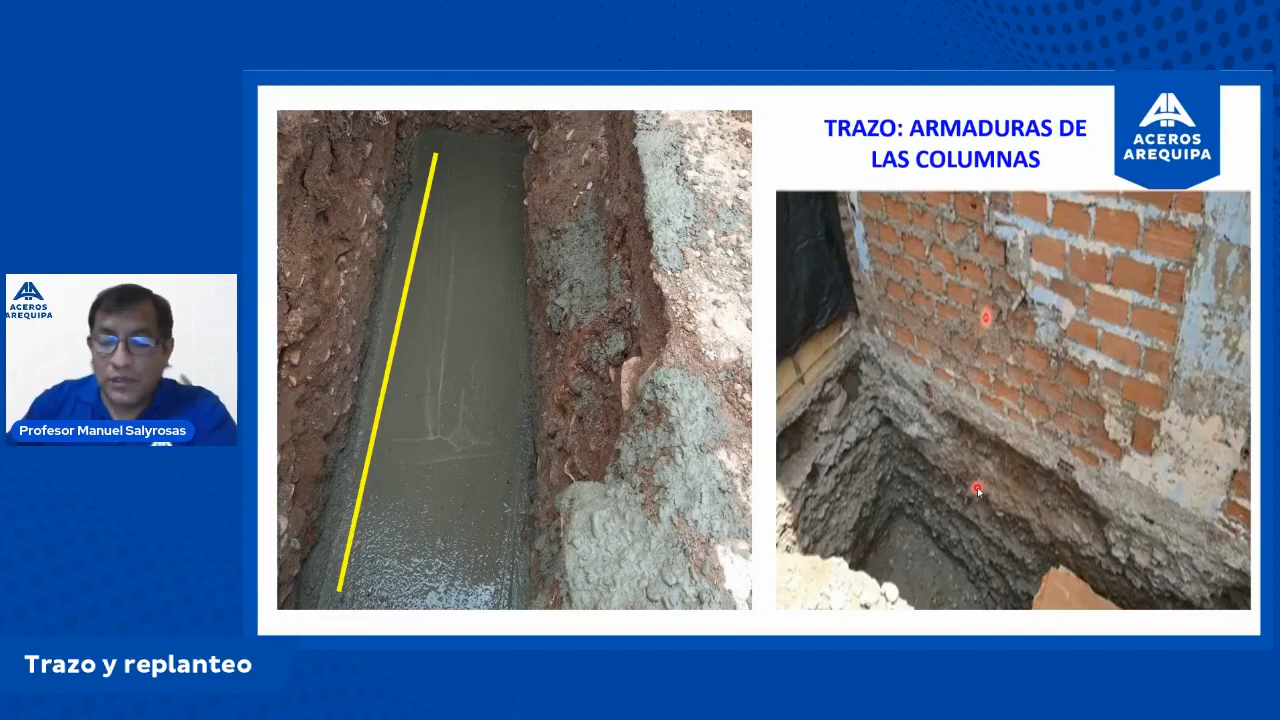 TRAZO: ARMADURAS DE
LAS COLUMNAS
ACEROS
AREQUIPA
ACEROS
AREQUIPA
Profesor Manuel Salyrosas
Trazo y replanteo